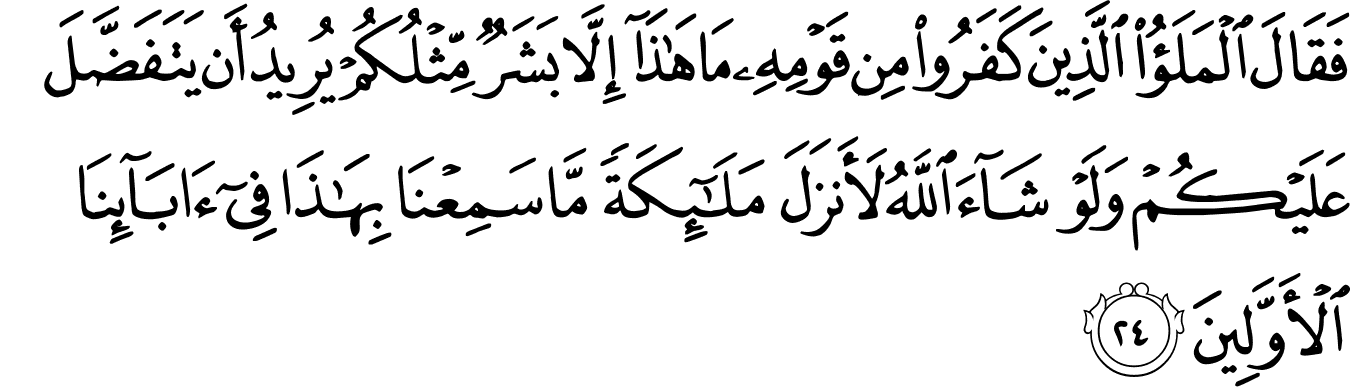 فَقَالَ ٱلْمَلَؤُا۟ ٱلَّذِينَ كَفَرُوا۟ مِن قَوْمِهِۦ مَا هَـٰذَآ إِلَّا بَشَرٌ مِّثْلُكُمْ يُرِيدُ أَن يَتَفَضَّلَ
عَلَيْكُمْ وَلَوْ شَآءَ ٱللَّهُ لَأَنزَلَ مَلَـٰٓئِكَةً مَّا سَمِعْنَا بِهَـٰذَا فِىٓ ءَابَآئِنَا
ٱلْأَوَّلِينَ ٢٤